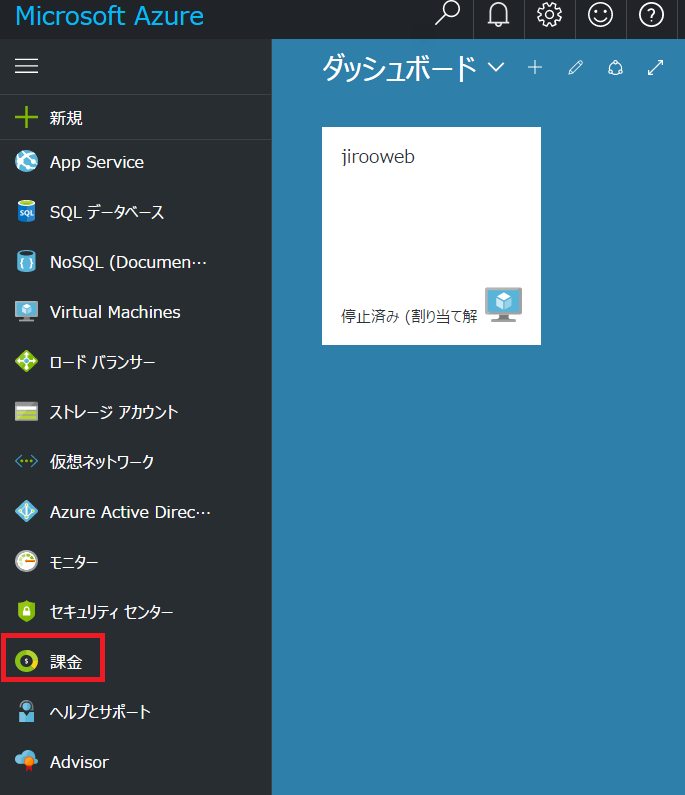 Microsoft Azure
ダッシュボード
新規
App Service
SQL データベース
NoSQL (Documen···
Virtual Machines
ロード バランサー
ストレージ アカウント
仮想ネットワーク
Azure Active Direc···
モニター
セキュリティ センター
課金
ヘルプとサポート
Advisor
jirooweb
停止済み (割り当て解
SQL